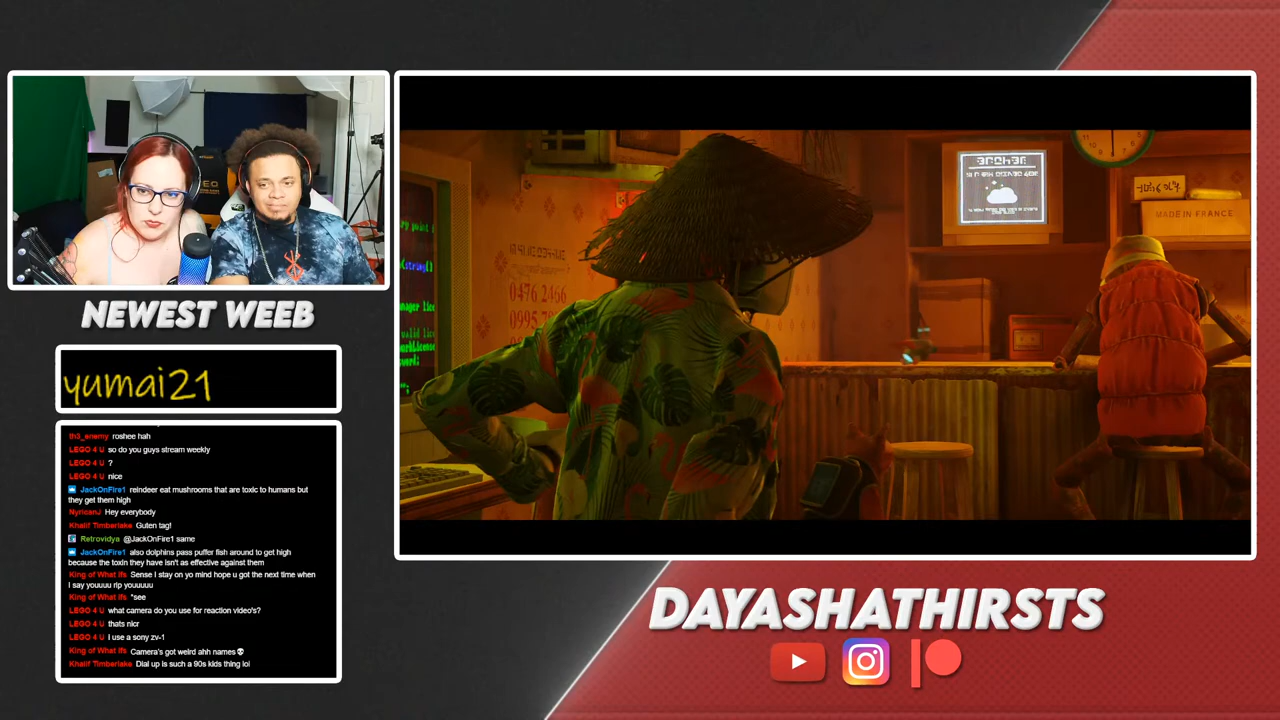 NEWEST WEEB
yumai21
th3_enemy roshee hah
LEGO 4 U so do you guys stream weekly
LEGO 4 U ?
LEGO 4 U nice
JackOnFire1 reindeer eat mushrooms that are toxic to humans but
they get them high
NyricanJ Hey everybody
Khalif Timberlake Guten tag!
Retrovidya @JackOnFire1 same
JackOnFire1 also dolphins pass puffer fish around to get high
because the toxin they have isn't as effective against them
King of What Ifs Sense I stay on yo mind hope u got the next time when
I say youuuu rip youuuuu
King of What Ifs *see
LEGO 4 U what camera do you use for reaction video's?
LEGO 4 U thats nicr
LEGO 4 U I use a sony zv-1
King of What Ifs Camera's got weird ahh names💀
Khalif Timberlake Dial up is such a 90s kids thing lol
0476 2466
0995
MADE IN FRANCE
DAYASHATHIRSTS